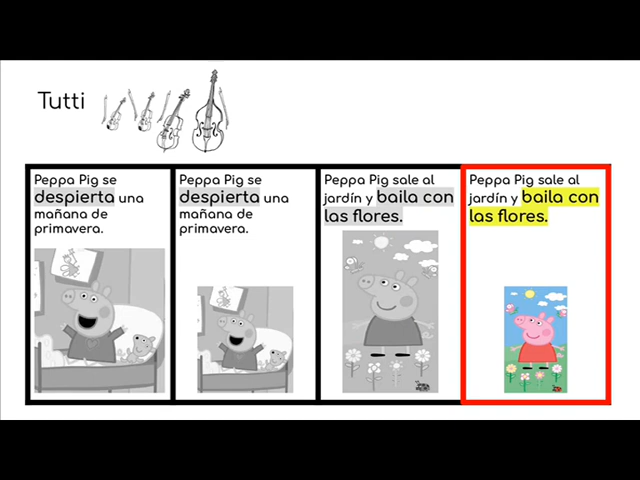 Tutti
Peppa Pig se
despierta una
mañana de
primavera.
Peppa Pig se
despierta una
mañana de
primavera.
Peppa Pig sale al
jardín y baila con
las flores.
Peppa Pig sale al
jardín y baila con
las flores.